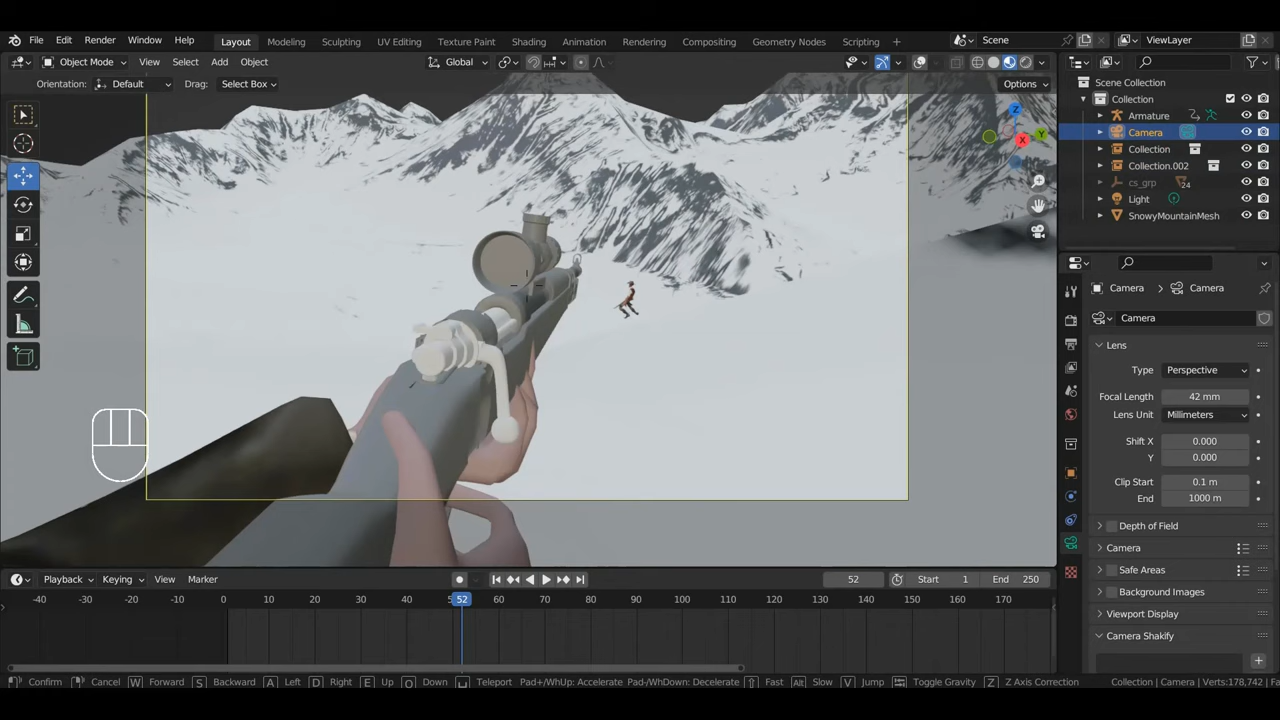 File Edit Render Window Help Layout Modeling Sculpting UV Editing Texture Paint Shading Animation Rendering Compositing Geometry Nodes Scripting + Scene ViewLayer
Object Mode View Select Add Object Global
Orientation: Default Drag: Select Box Options
Z
Y
X
Scene Collection
Collection
Armature
Camera
Collection
Collection.002
cs_grp 24
Light
SnowyMountainMesh
Camera > Camera
Camera
Lens
Type Perspective
Focal Length 42 mm
Lens Unit Millimeters
Shift X 0.000
Y 0.000
Clip Start 0.1 m
End 1000 m
Depth of Field
Camera
Safe Areas
Background Images
Viewport Display
Camera Shakify
Playback Keying View Marker 52 Start 1 End 250
-40 -30 -20 -10 0 10 20 30 40 52 60 70 80 90 100 110 120 130 140 150 160 170
Confirm Cancel W Forward S Backward A Left D Right E Up Q Down Teleport Pad+/WhUp: Accelerate Pad-/WhDown: Decelerate Fast Alt Slow V Jump Toggle Gravity Z Z Axis Correction Collection | Camera | Verts:178,742 | Fa